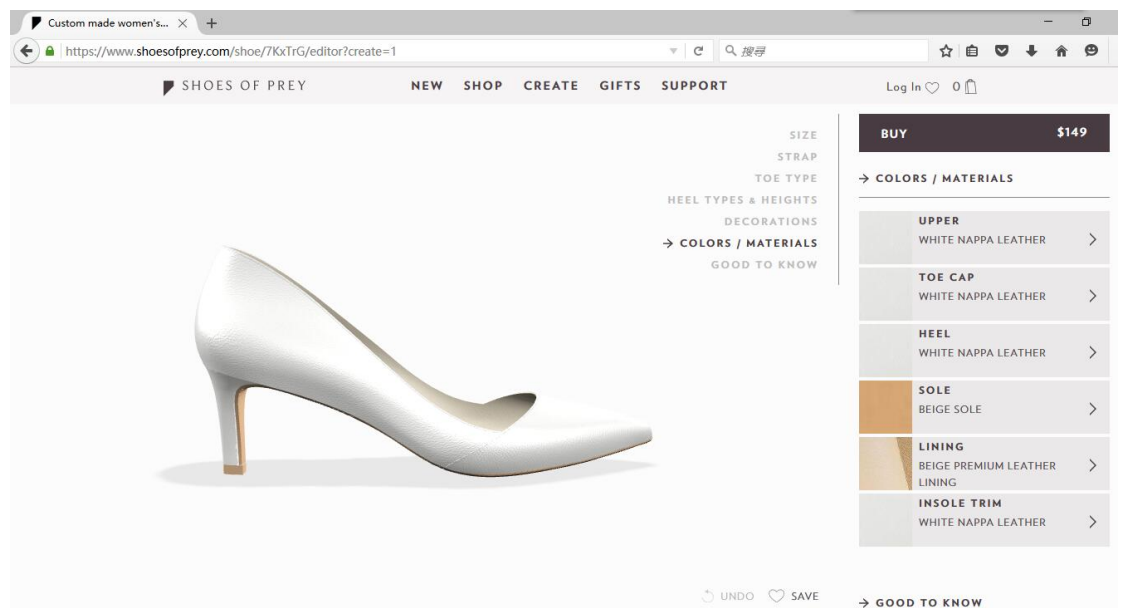 Custom made women's...
https://www.shoesofprey.com/shoe/7KxTrG/editor?create=1
搜尋
SHOES OF PREY
NEW SHOP CREATE GIFTS SUPPORT
Log In 0
SIZE
STRAP
TOE TYPE
HEEL TYPES & HEIGHTS
DECORATIONS
→ COLORS / MATERIALS
GOOD TO KNOW
BUY $149
→ COLORS / MATERIALS
UPPER
WHITE NAPPA LEATHER
TOE CAP
WHITE NAPPA LEATHER
HEEL
WHITE NAPPA LEATHER
SOLE
BEIGE SOLE
LINING
BEIGE PREMIUM LEATHER
LINING
INSOLE TRIM
WHITE NAPPA LEATHER
UNDO SAVE
→ GOOD TO KNOW